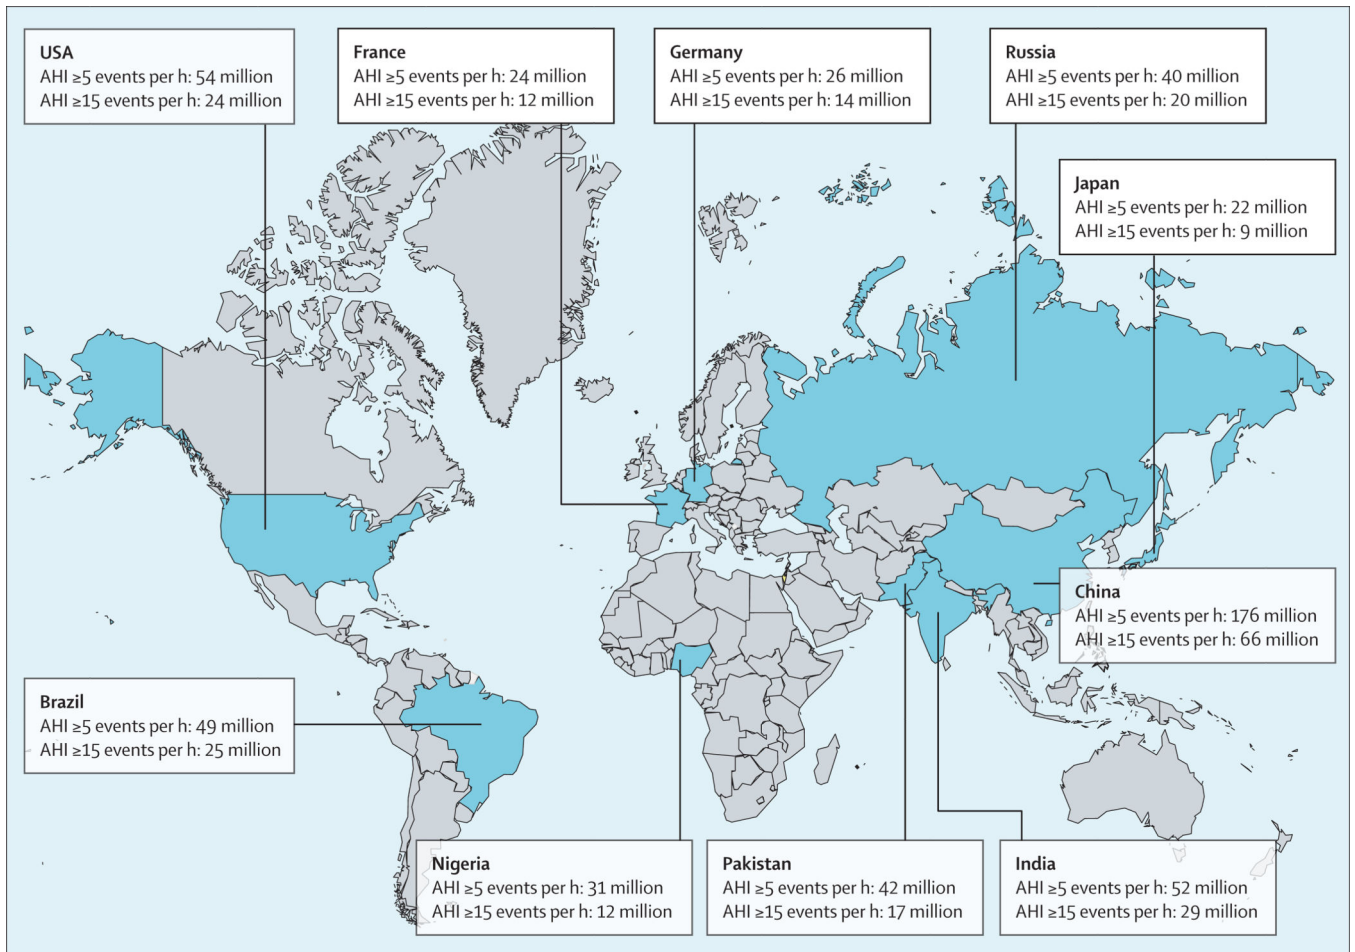 USA
AHI ≥5 events per h: 54 million
AHI ≥15 events per h: 24 million
France
AHI ≥5 events per h: 24 million
AHI ≥15 events per h: 12 million
Germany
AHI ≥5 events per h: 26 million
AHI ≥15 events per h: 14 million
Russia
AHI ≥5 events per h: 40 million
AHI ≥15 events per h: 20 million
Japan
AHI ≥5 events per h: 22 million
AHI ≥15 events per h: 9 million
China
AHI ≥5 events per h: 176 million
AHI ≥15 events per h: 66 million
Brazil
AHI ≥5 events per h: 49 million
AHI ≥15 events per h: 25 million
Nigeria
AHI ≥5 events per h: 31 million
AHI ≥15 events per h: 12 million
Pakistan
AHI ≥5 events per h: 42 million
AHI ≥15 events per h: 17 million
India
AHI ≥5 events per h: 52 million
AHI ≥15 events per h: 29 million